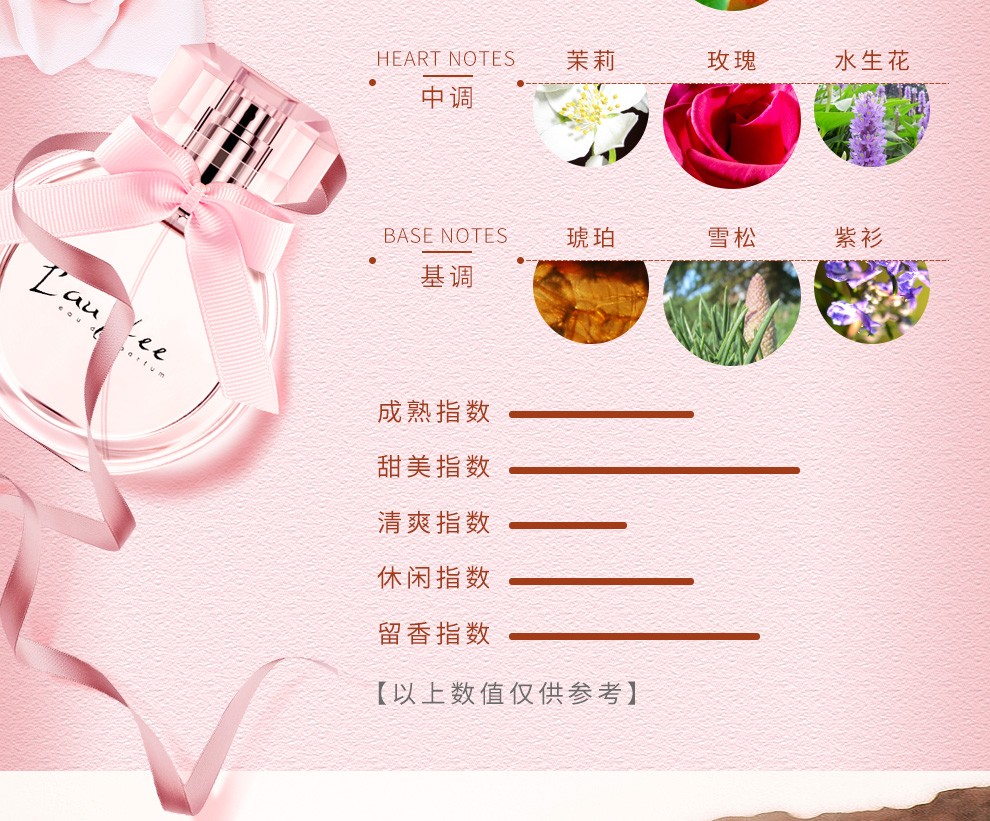 HEART NOTES
中调
茉莉
玫瑰
水生花
BASE NOTES
基调
琥珀
雪松
紫衫
成熟指数
甜美指数
清爽指数
休闲指数
留香指数
【以上数值仅供参考】